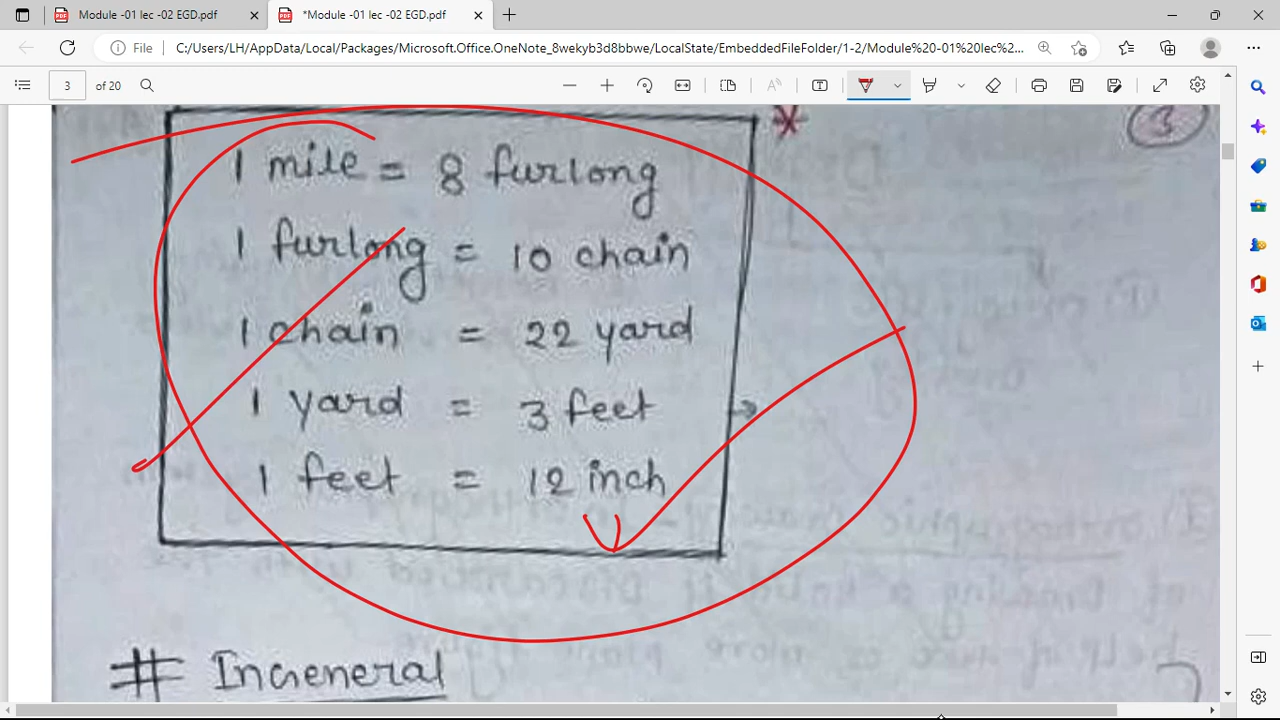 Module -01 lec -02 EGD.pdf
*Module -01 lec -02 EGD.pdf
File
C:/Users/LH/AppData/Local/Packages/Microsoft.Office.OneNote_8wekyb3d8bbwe/LocalState/EmbeddedFileFolder/1-2/Module%20-01%20lec%2...
3 of 20
3
1 mile = 8 furlong
1 furlong = 10 chain
1 chain = 22 yard
1 yard = 3 feet
1 feet = 12 inch
# Ingeneral